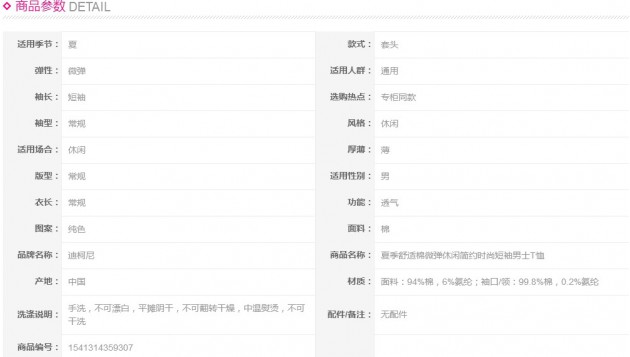 商品参数 DETAIL
适用季节： 夏 款式： 套头
弹性： 微弹 适用人群： 通用
袖长： 短袖 选购热点： 专柜同款
袖型： 常规 风格： 休闲
适用场合： 休闲 厚薄： 薄
版型： 常规 适用性别： 男
衣长： 常规 功能： 透气
图案： 纯色 面料： 棉
品牌名称： 迪柯尼 商品名称： 夏季舒适棉微弹休闲简约时尚短袖男士T恤
产地： 中国 材质： 面料：94%棉，6%氨纶；袖口/领：99.8%棉，0.2%氨纶
洗涤说明： 手洗，不可漂白，平摊阴干，不可翻转干燥，中温熨烫，不可
干洗
配件/备注： 无配件
商品编号： 1541314359307